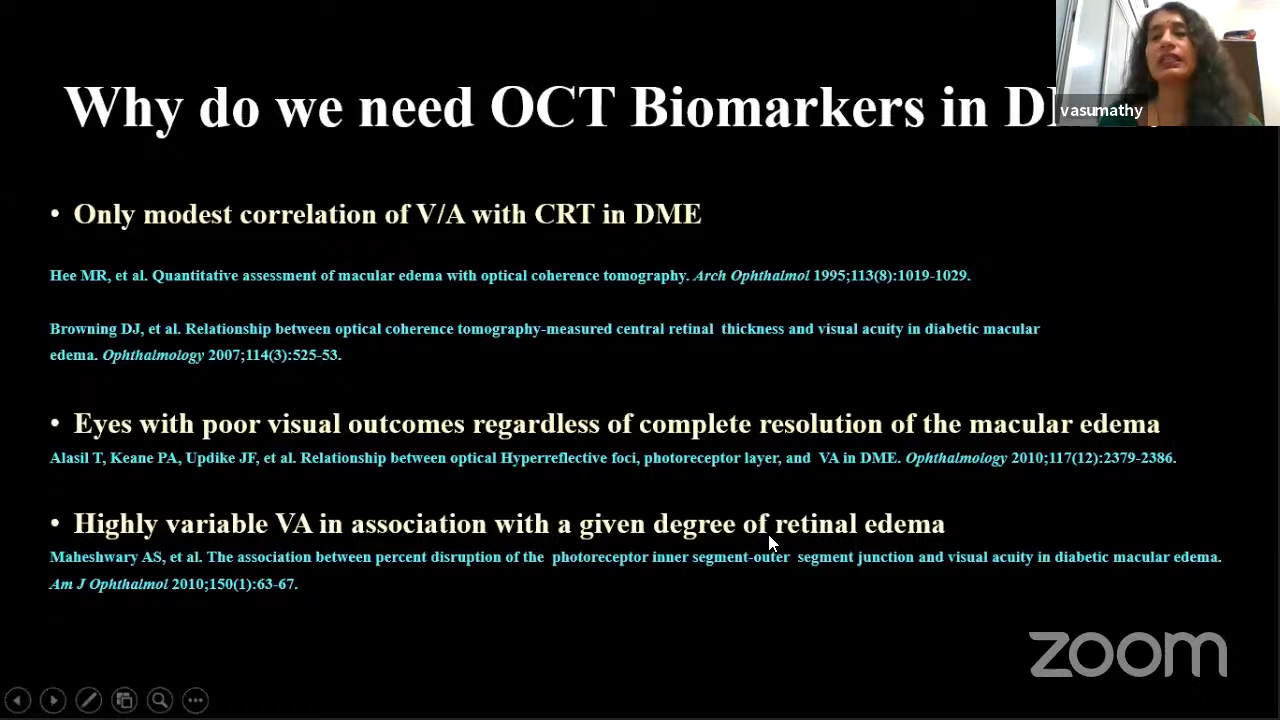 Why do we need OCT Biomarkers in
vasumathy
• Only modest correlation of V/A with CRT in DME
Hee MR, et al. Quantitative assessment of macular edema with optical coherence tomography. Arch Ophthalmol 1995;113(8):1019-1029.
Browning DJ, et al. Relationship between optical coherence tomography-measured central retinal thickness and visual acuity in diabetic macular
edema. Ophthalmology 2007;114(3):525-53.
• Eyes with poor visual outcomes regardless of complete resolution of the macular edema
Alasil T, Keane PA, Updike JF, et al. Relationship between optical Hyperreflective foci, photoreceptor layer, and VA in DME. Ophthalmology 2010;117(12):2379-2386.
• Highly variable VA in association with a given degree of retinal edema
Maheshwary AS, et al. The association between percent disruption of the photoreceptor inner segment-outer segment junction and visual acuity in diabetic macular edema.
Am J Ophthalmol 2010;150(1):63-67.
zoom